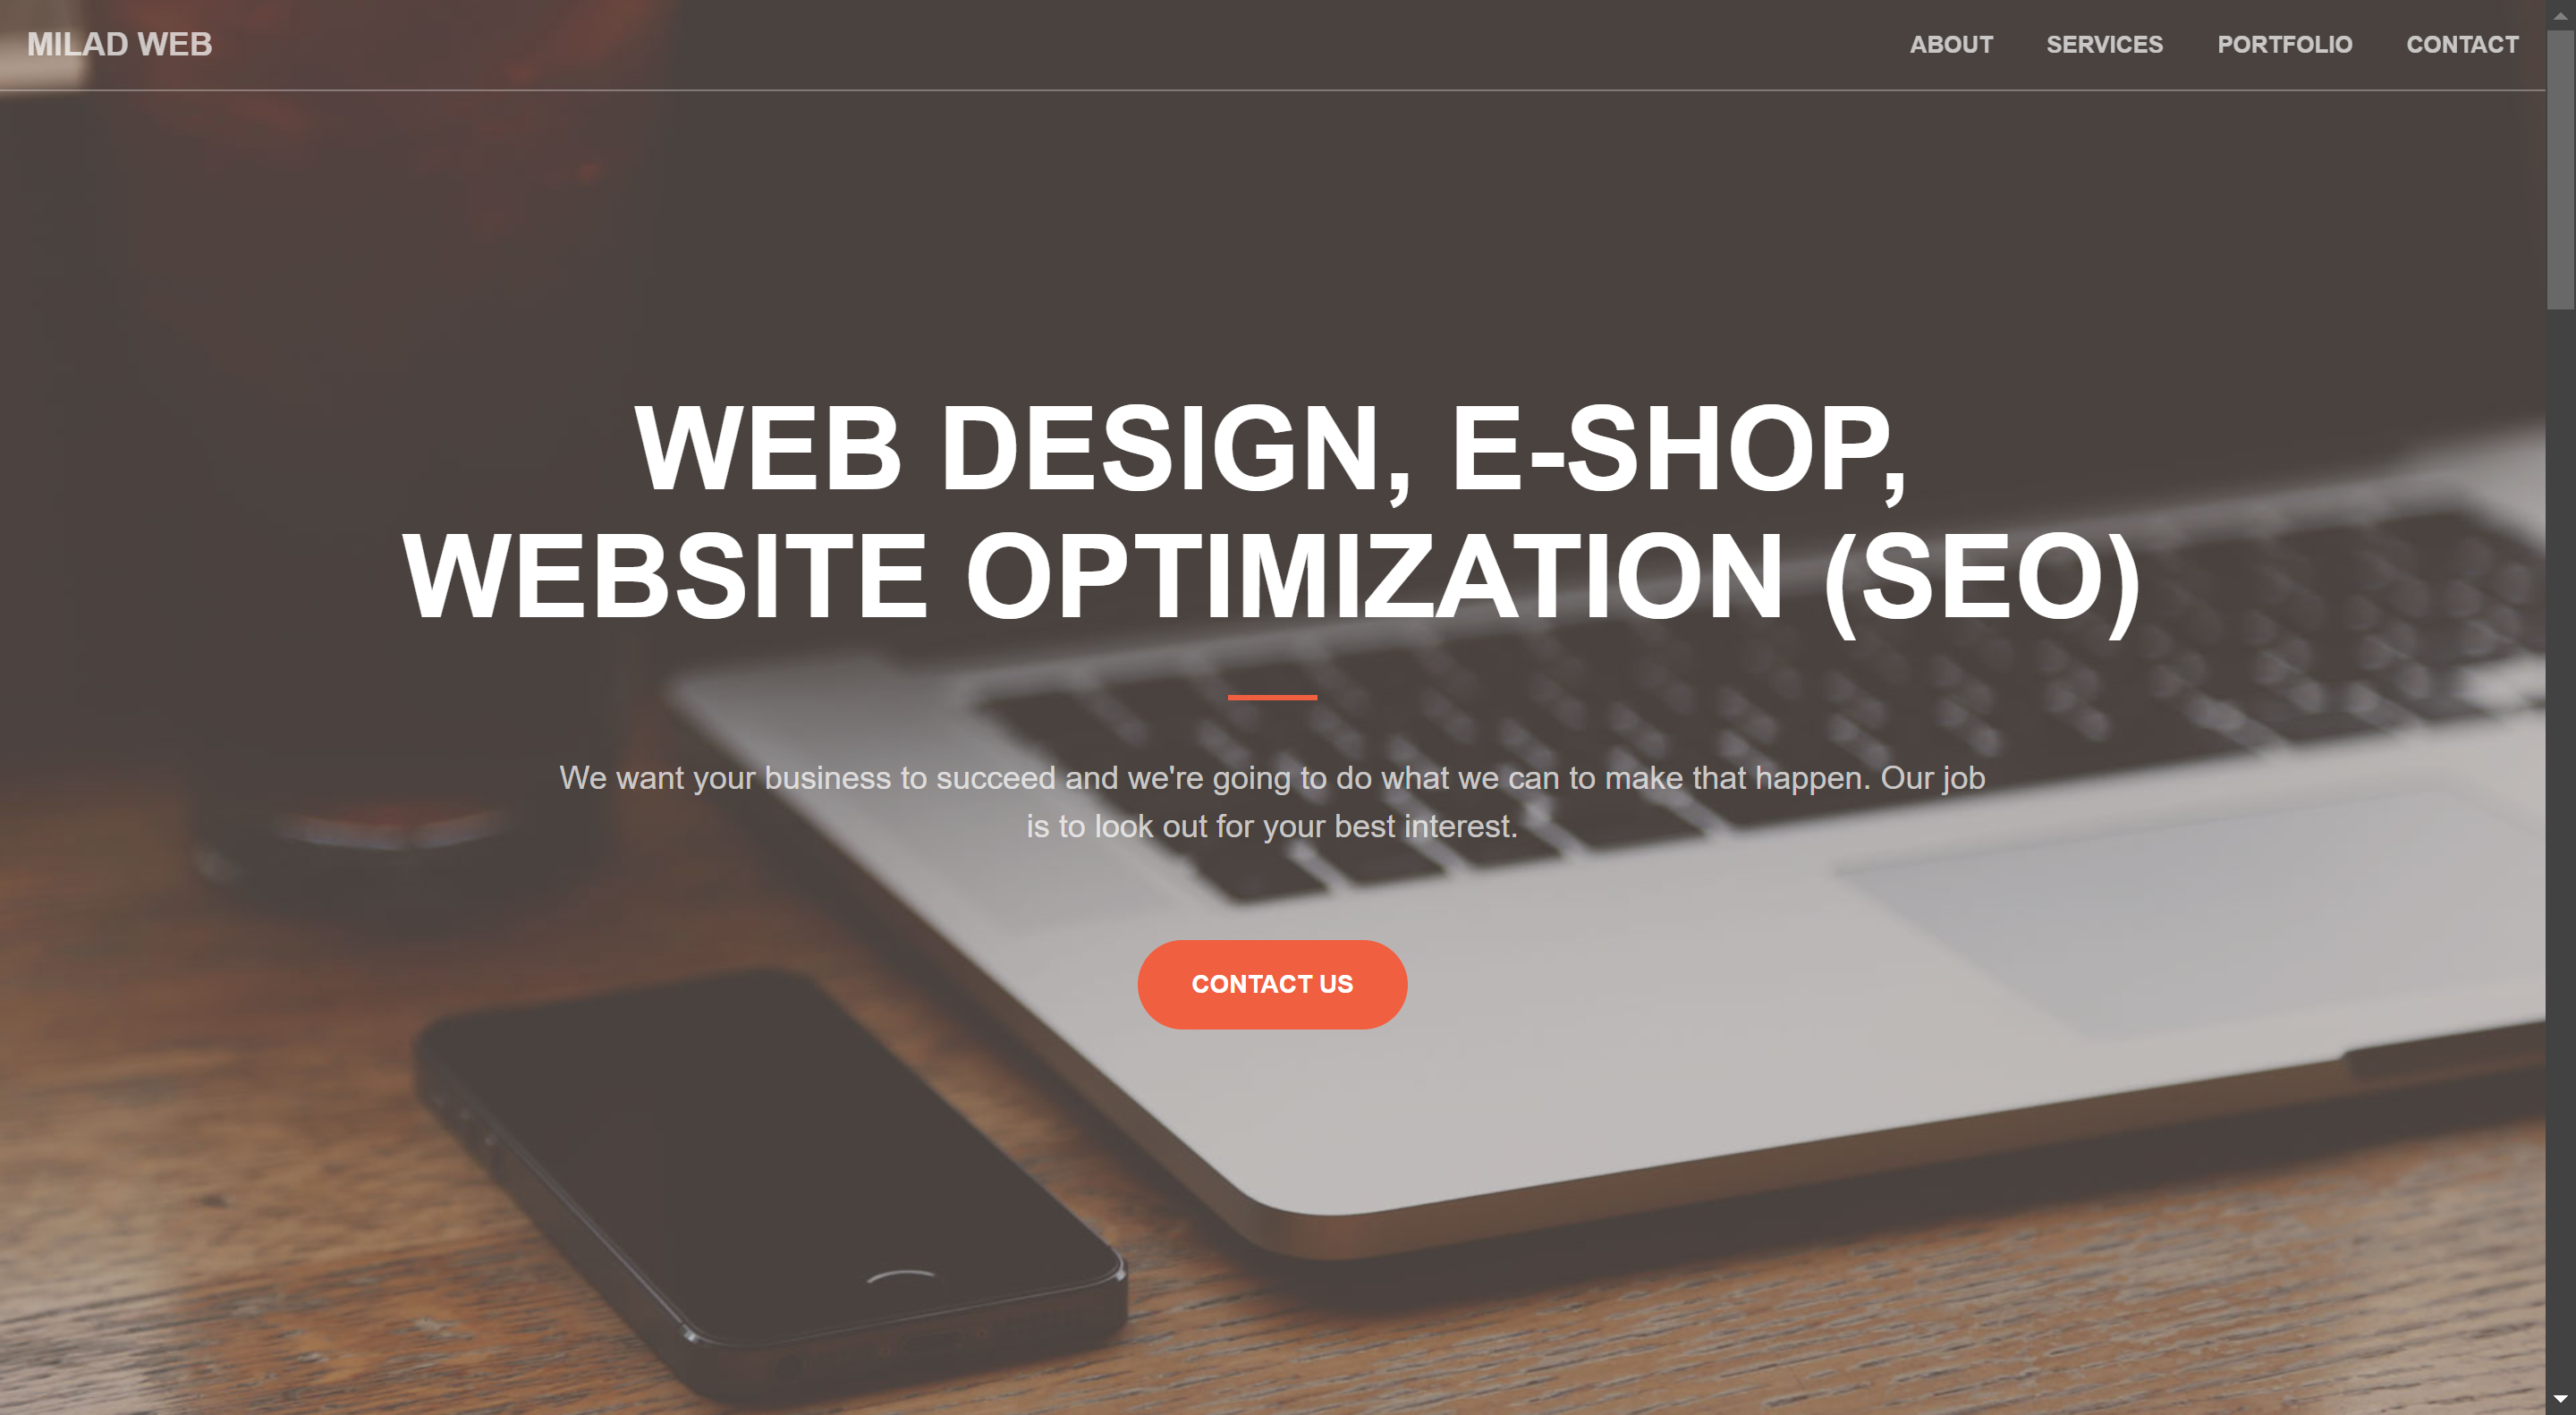 MILAD WEB
ABOUT SERVICES PORTFOLIO CONTACT
WEB DESIGN, E-SHOP,
WEBSITE OPTIMIZATION (SEO)
We want your business to succeed and we're going to do what we can to make that happen. Our job
is to look out for your best interest.
CONTACT US